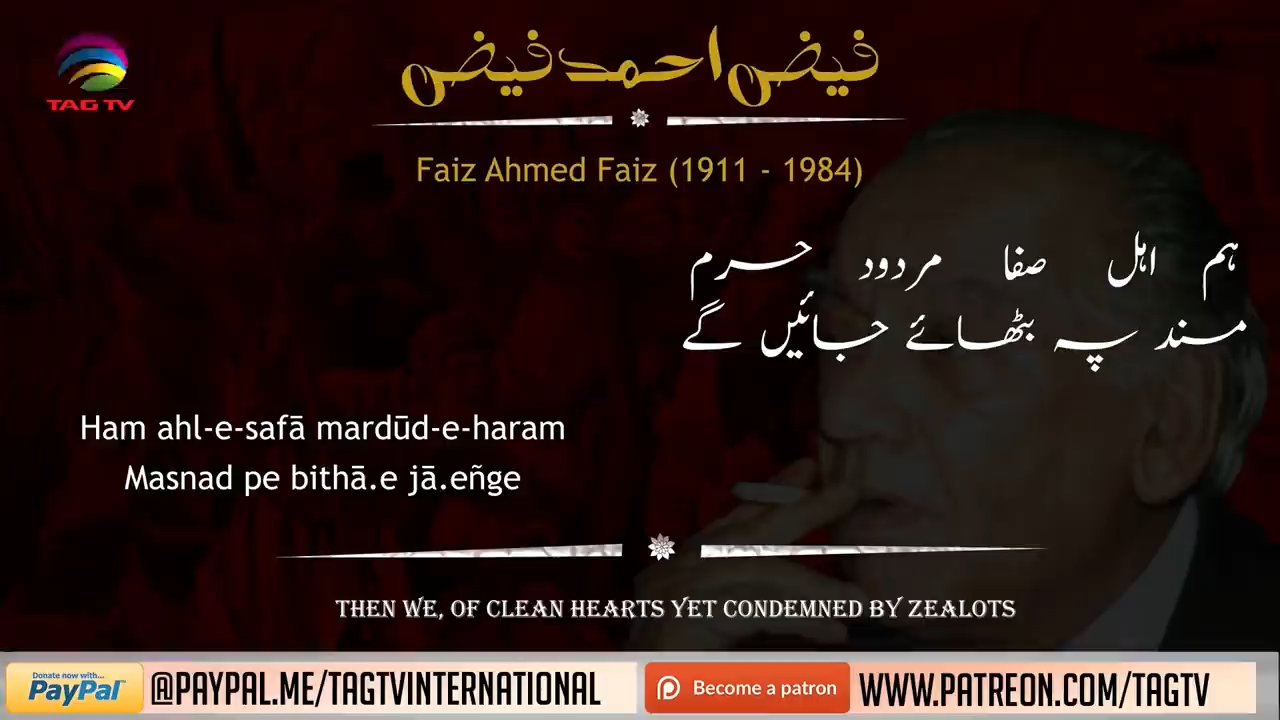 TAG TV
فیض احمد فیض
Faiz Ahmed Faiz (1911 - 1984)
ہم اہل صفا مردود حرم
مسند پہ بٹھائے جائیں گے
Ham ahl-e-safā mardūd-e-haram
Masnad pe bithā.e jā.eñge
THEN WE, OF CLEAN HEARTS YET CONDEMNED BY ZEALOTS
Donate now with...
PayPal
@PAYPAL.ME/TAGTVINTERNATIONAL
Become a patron
WWW.PATREON.COM/TAGTV